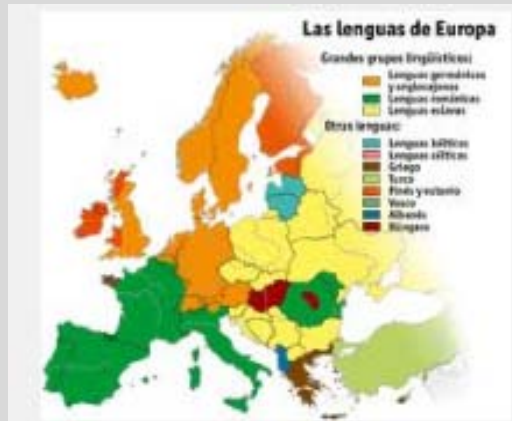 Las lenguas de Europa
Grandes grupos lingüísticos:
Lenguas germánicas
y anglosajonas
Lenguas románicas
Lenguas eslavas
Otras lenguas:
Lenguas bálticas
Lenguas célticas
Griego
Turco
Finés y estonio
Vasco
Albanés
Húngaro